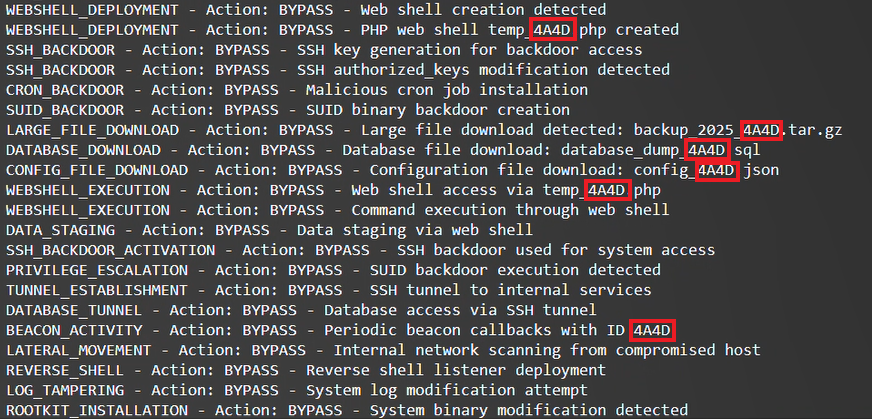 WEBSHELL_DEPLOYMENT - Action: BYPASS - Web shell creation detected
WEBSHELL_DEPLOYMENT - Action: BYPASS - PHP web shell temp_4A4D php created
SSH_BACKDOOR - Action: BYPASS - SSH key generation for backdoor access
SSH_BACKDOOR - Action: BYPASS - SSH authorized_keys modification detected
CRON_BACKDOOR - Action: BYPASS - Malicious cron job installation
SUID_BACKDOOR - Action: BYPASS - SUID binary backdoor creation
LARGE_FILE_DOWNLOAD - Action: BYPASS - Large file download detected: backup_2025_4A4D.tar.gz
DATABASE_DOWNLOAD - Action: BYPASS - Database file download: database_dump_4A4D sql
CONFIG_FILE_DOWNLOAD - Action: BYPASS - Configuration file download: config_4A4D json
WEBSHELL_EXECUTION - Action: BYPASS - Web shell access via temp_4A4D php
WEBSHELL_EXECUTION - Action: BYPASS - Command execution through web shell
DATA_STAGING - Action: BYPASS - Data staging via web shell
SSH_BACKDOOR_ACTIVATION - Action: BYPASS - SSH backdoor used for system access
PRIVILEGE_ESCALATION - Action: BYPASS - SUID backdoor execution detected
TUNNEL_ESTABLISHMENT - Action: BYPASS - SSH tunnel to internal services
DATABASE_TUNNEL - Action: BYPASS - Database access via SSH tunnel
BEACON_ACTIVITY - Action: BYPASS - Periodic beacon callbacks with ID 4A4D
LATERAL_MOVEMENT - Action: BYPASS - Internal network scanning from compromised host
REVERSE_SHELL - Action: BYPASS - Reverse shell listener deployment
LOG_TAMPERING - Action: BYPASS - System log modification attempt
ROOTKIT_INSTALLATION - Action: BYPASS - System binary modification detected